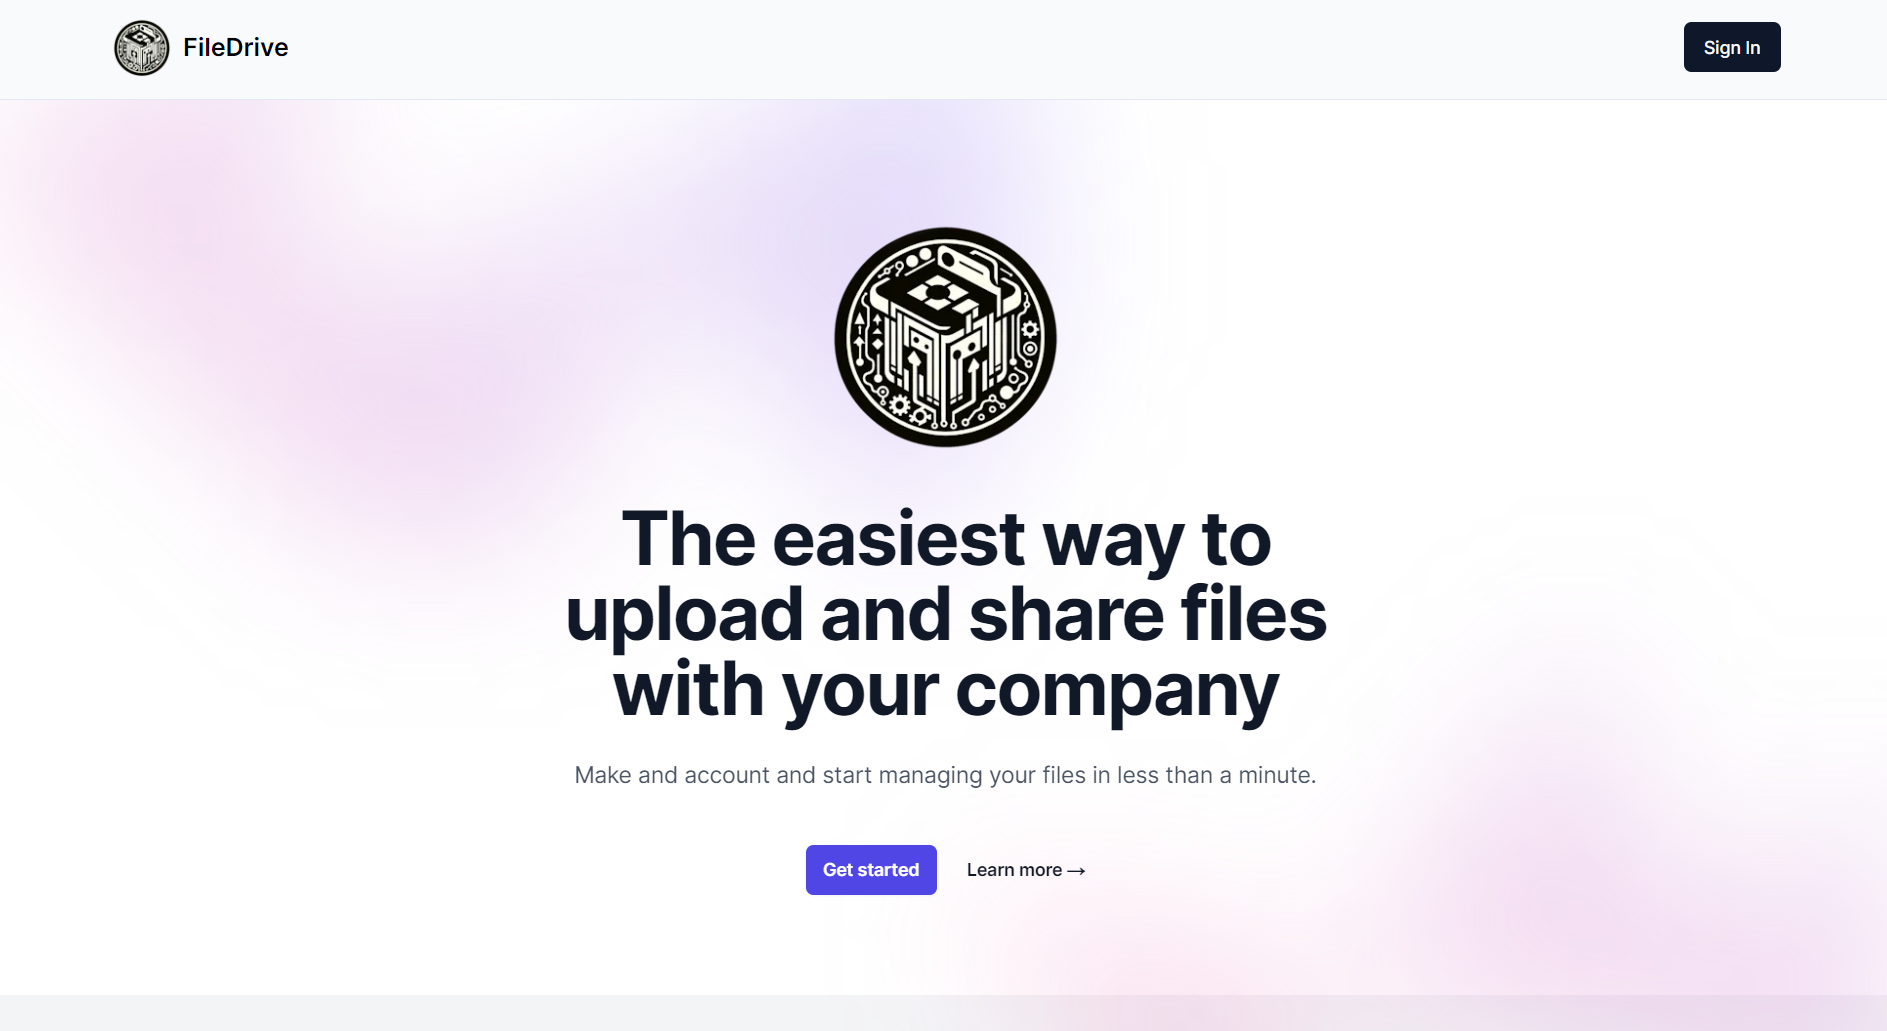 FileDrive
Sign In
The easiest way to
upload and share files
with your company
Make and account and start managing your files in less than a minute.
Get started
Learn more →